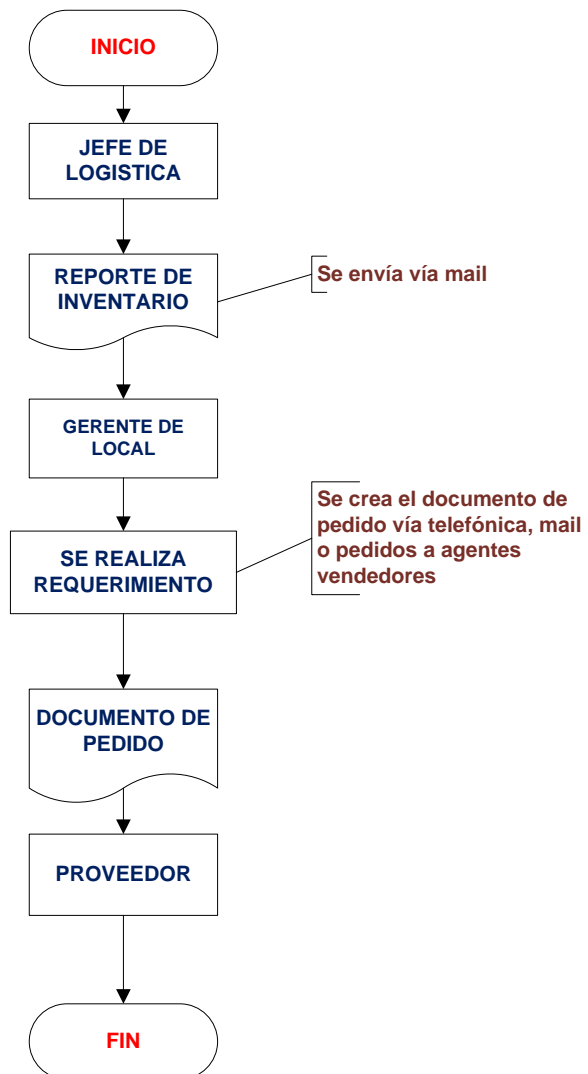 INICIO
JEFE DE
LOGISTICA
REPORTE DE
INVENTARIO
Se envía vía mail
GERENTE DE
LOCAL
SE REALIZA
REQUERIMIENTO
Se crea el documento de
pedido vía telefónica, mail
o pedidos a agentes
vendedores
DOCUMENTO DE
PEDIDO
PROVEEDOR
FIN